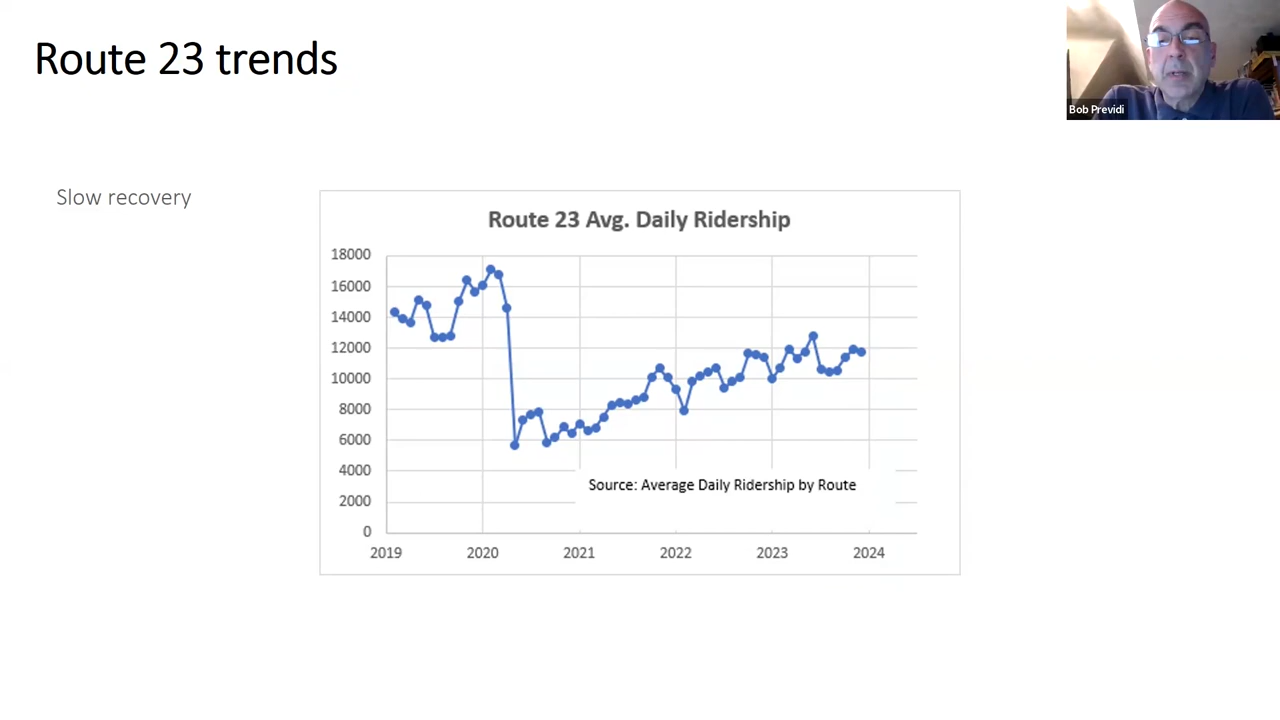 Route 23 trends
Bob Previdi
Slow recovery
Route 23 Avg. Daily Ridership
18000
16000
14000
12000
10000
8000
6000
4000
2000
0
2019 2020 2021 2022 2023 2024
Source: Average Daily Ridership by Route